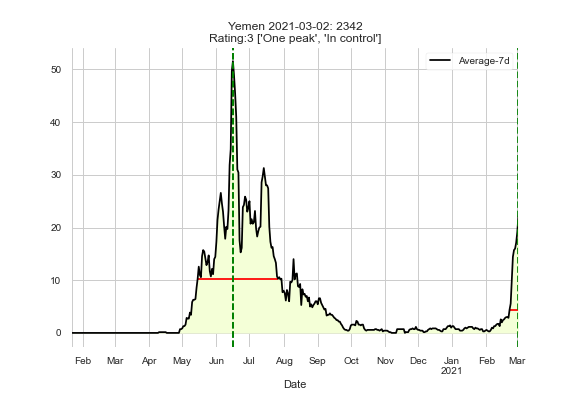 Yemen 2021-03-02: 2342
Rating:3 ['One peak', 'In control']
Average-7d
50
40
30
20
10
0
Feb Mar Apr May Jun Jul Aug Sep Oct Nov Dec Jan Feb Mar
2021
Date